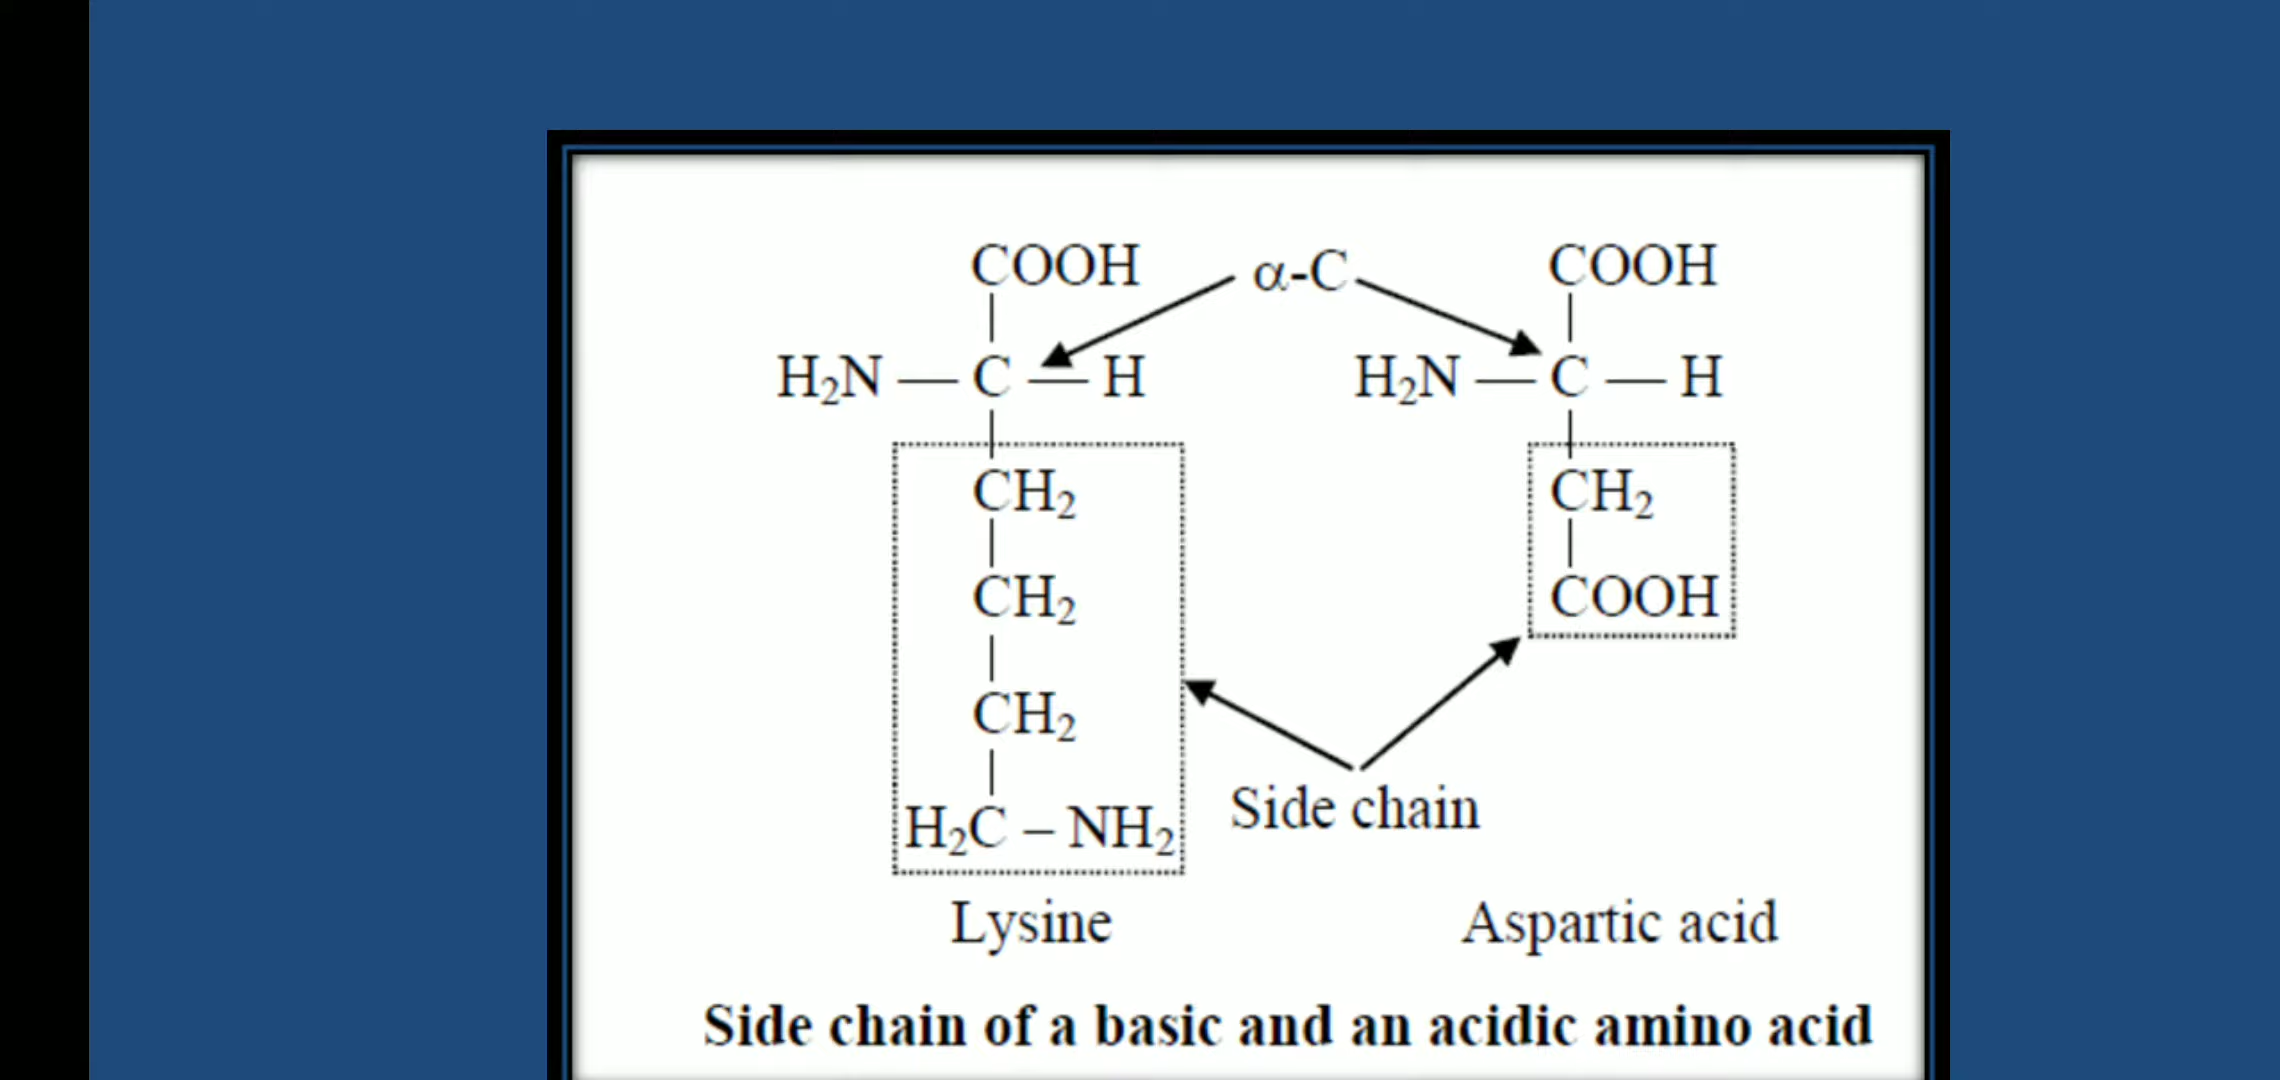 COOH α-C COOH
H₂N — C — H H₂N — C — H
CH₂ CH₂
CH₂ COOH
CH₂
H₂C – NH₂ Side chain
Lysine Aspartic acid
Side chain of a basic and an acidic amino acid